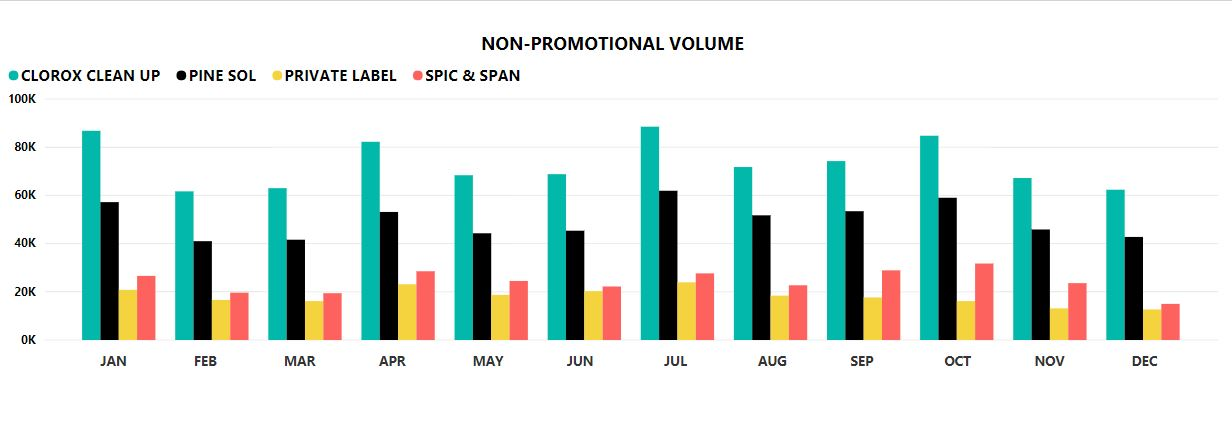 NON-PROMOTIONAL VOLUME
CLOROX CLEAN UP PINE SOL PRIVATE LABEL SPIC & SPAN
100K
80K
60K
40K
20K
0K
JAN FEB MAR APR MAY JUN JUL AUG SEP OCT NOV DEC